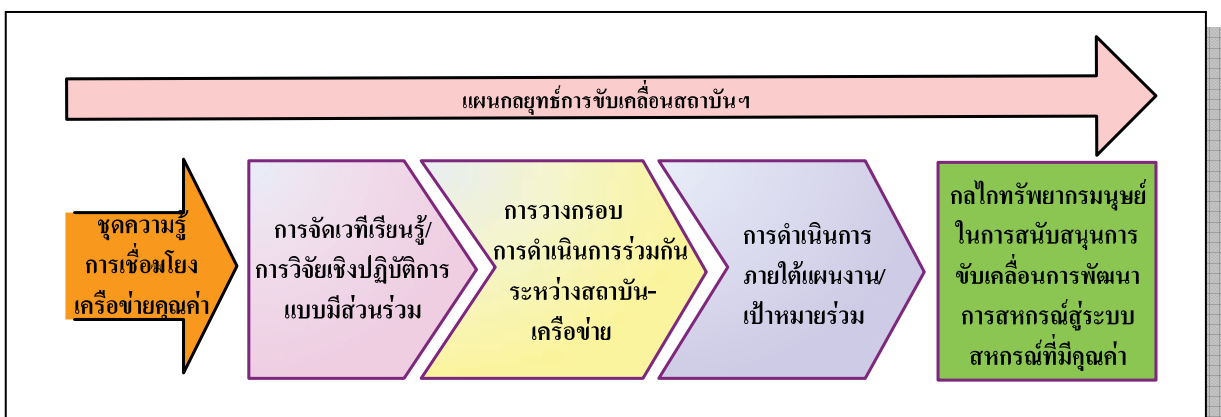 แผนกลยุทธ์การขับเคลื่อนสถาบันฯ
ชุดความรู้
การเชื่อมโยง
เครือข่ายคุณค่า
การจัดเวทีเรียนรู้/
การวิจัยเชิงปฏิบัติการ
แบบมีส่วนร่วม
การวางกรอบ
การดำเนินการร่วมกัน
ระหว่างสถาบัน-
เครือข่าย
การดำเนินการ
ภายใต้แผนงาน/
เป้าหมายร่วม
กลไกทรัพยากรมนุษย์
ในการสนับสนุนการ
ขับเคลื่อนการพัฒนา
การสหกรณ์สู่ระบบ
สหกรณ์ที่มีคุณค่า